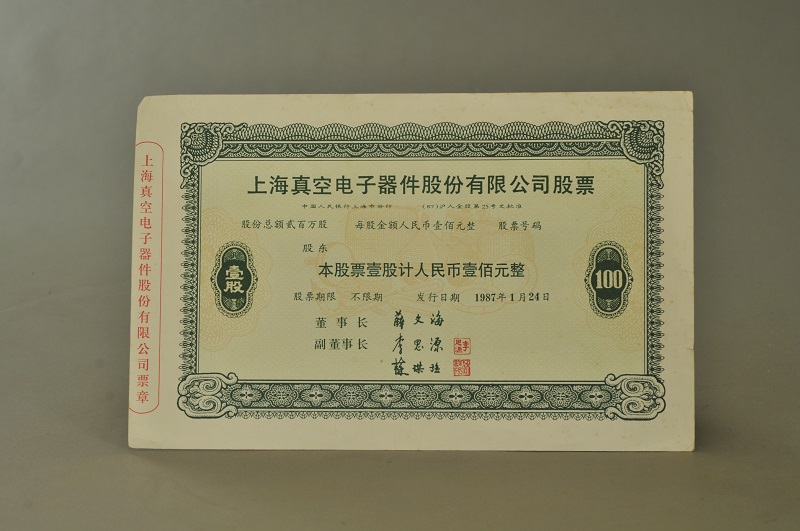 上海真空电子器件股份有限公司股票
中国人民银行上海市分行 (87)沪人金股第25号文批准
股份总额贰百万股 每股金额人民币壹佰元整 股票号码
股东
本股票壹股计人民币壹佰元整
股票期限 不限期 发行日期 1987年1月24日
董事长 薛文海
副董事长 李思源
壹股
100
上海真空电子器件股份有限公司票章